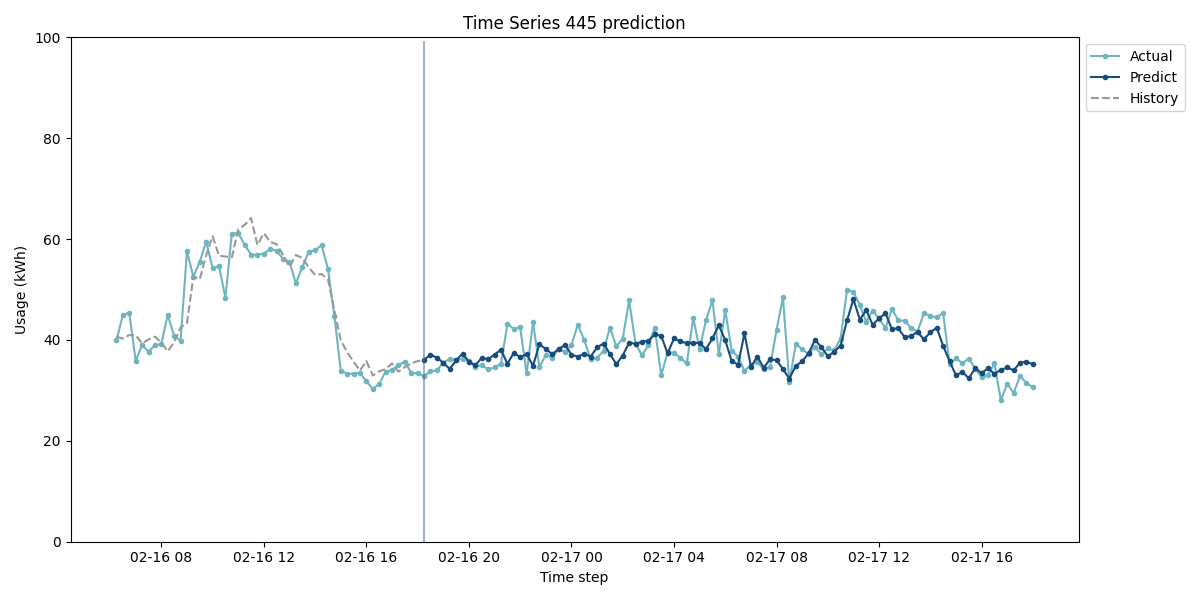 Time Series 445 prediction
100
80
60
40
20
0
Usage (kWh)
02-16 08
02-16 12
02-16 16
02-16 20
02-17 00
02-17 04
02-17 08
02-17 12
02-17 16
Time step
Actual
Predict
History